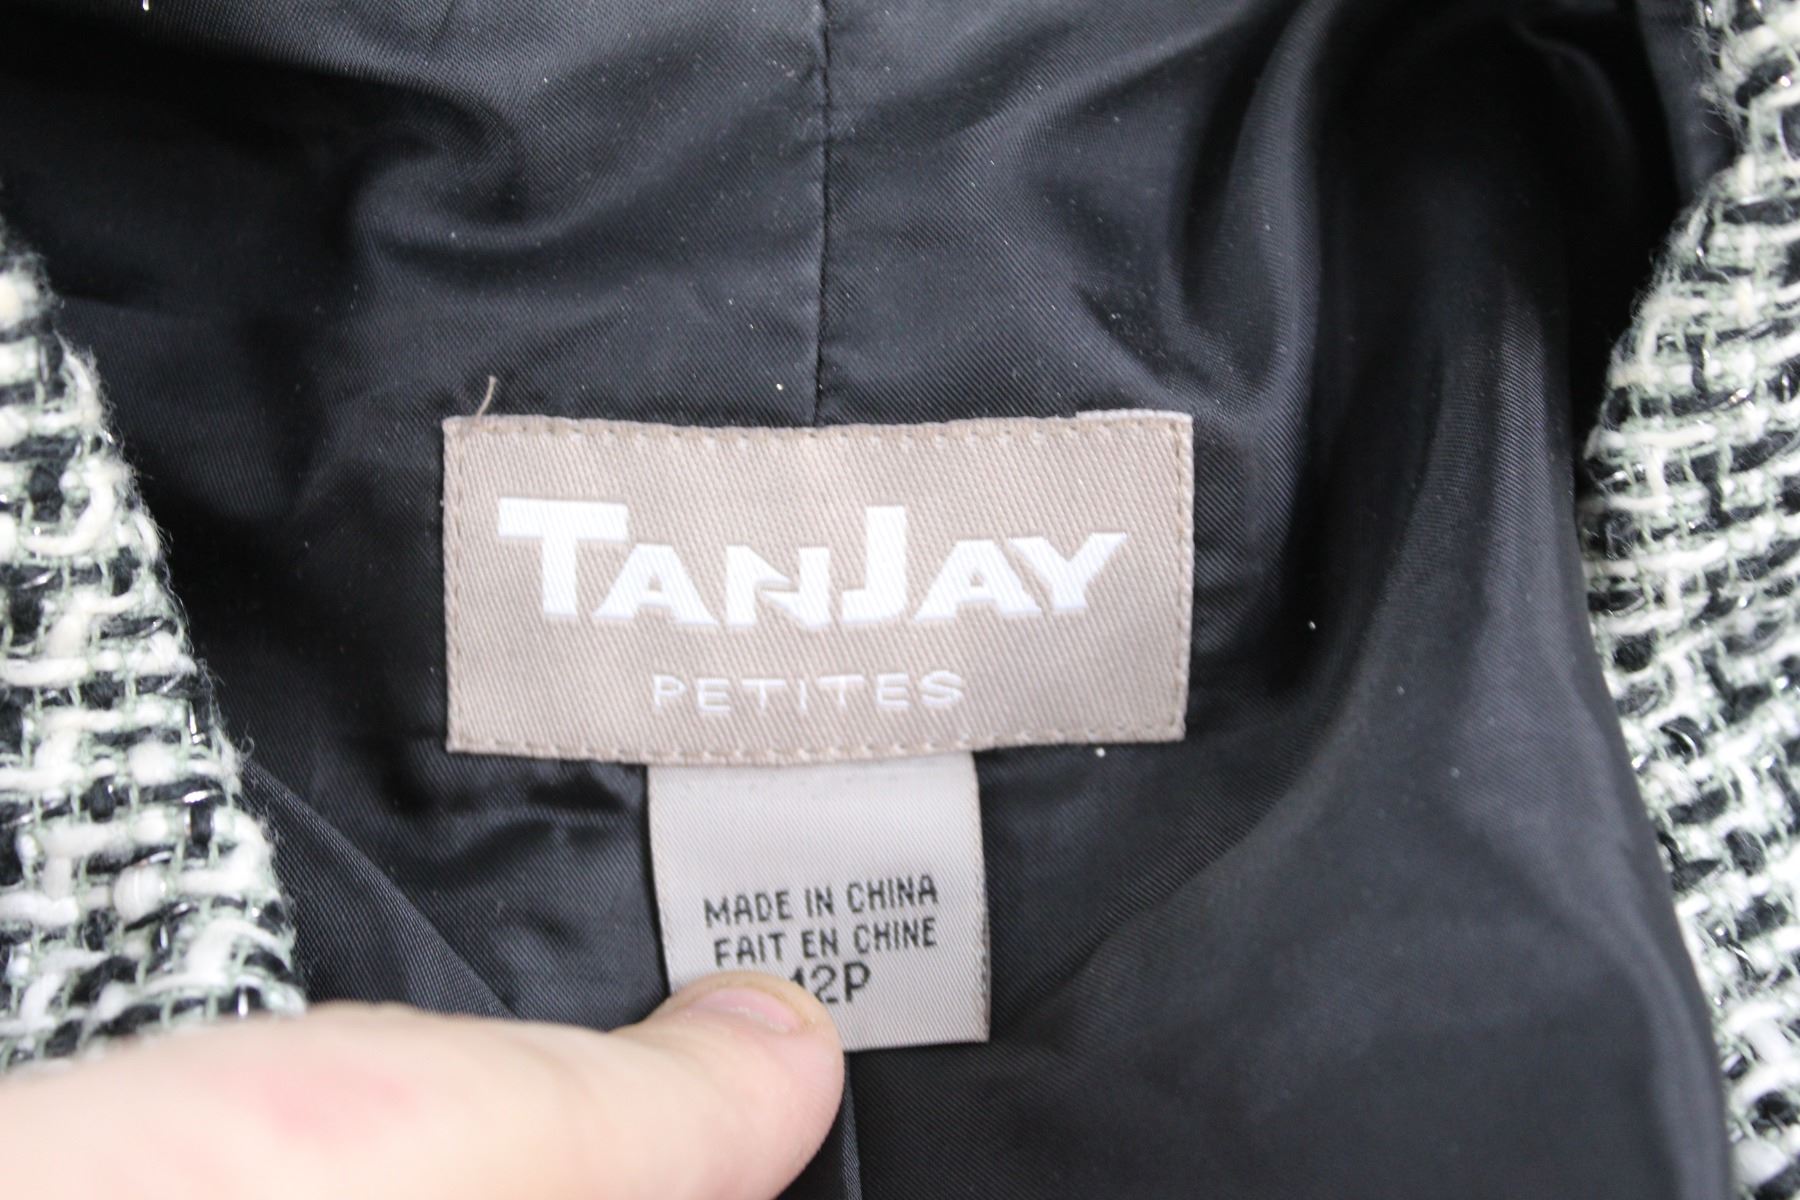 TANJAY
PETITES
MADE IN CHINA
FAIT EN CHINE
12P